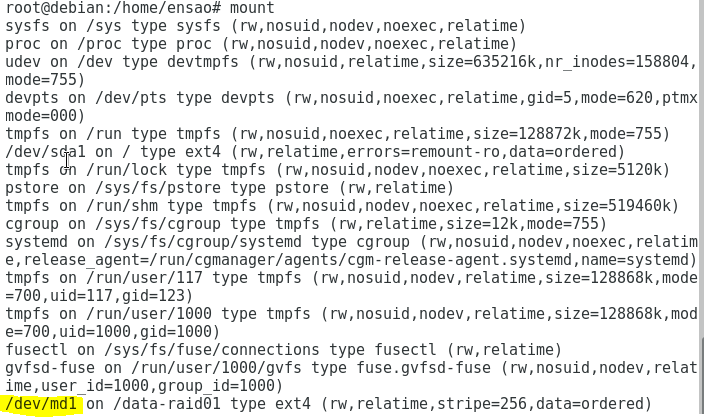 root@debian:/home/ensao# mount
sysfs on /sys type sysfs (rw,nosuid,nodev,noexec,relatime)
proc on /proc type proc (rw,nosuid,nodev,noexec,relatime)
udev on /dev type devtmpfs (rw,nosuid,relatime,size=635216k,nr_inodes=158804,
mode=755)
devpts on /dev/pts type devpts (rw,nosuid,noexec,relatime,gid=5,mode=620,ptmx
mode=000)
tmpfs on /run type tmpfs (rw,nosuid,noexec,relatime,size=128872k,mode=755)
/dev/sda1 on / type ext4 (rw,relatime,errors=remount-ro,data=ordered)
tmpfs on /run/lock type tmpfs (rw,nosuid,nodev,noexec,relatime,size=5120k)
pstore on /sys/fs/pstore type pstore (rw,relatime)
tmpfs on /run/shm type tmpfs (rw,nosuid,nodev,noexec,relatime,size=519460k)
cgroup on /sys/fs/cgroup type tmpfs (rw,relatime,size=12k,mode=755)
systemd on /sys/fs/cgroup/systemd type cgroup (rw,nosuid,nodev,noexec,relatim
e,release_agent=/run/cgmanager/agents/cgm-release-agent.systemd,name=systemd)
tmpfs on /run/user/117 type tmpfs (rw,nosuid,nodev,relatime,size=128868k,mode
=700,uid=117,gid=123)
tmpfs on /run/user/1000 type tmpfs (rw,nosuid,nodev,relatime,size=128868k,mod
e=700,uid=1000,gid=1000)
fusectl on /sys/fs/fuse/connections type fusectl (rw,relatime)
gvfsd-fuse on /run/user/1000/gvfs type fuse.gvfsd-fuse (rw,nosuid,nodev,relat
ime,user_id=1000,group_id=1000)
/dev/md1 on /data-raid01 type ext4 (rw,relatime,stripe=256,data=ordered)